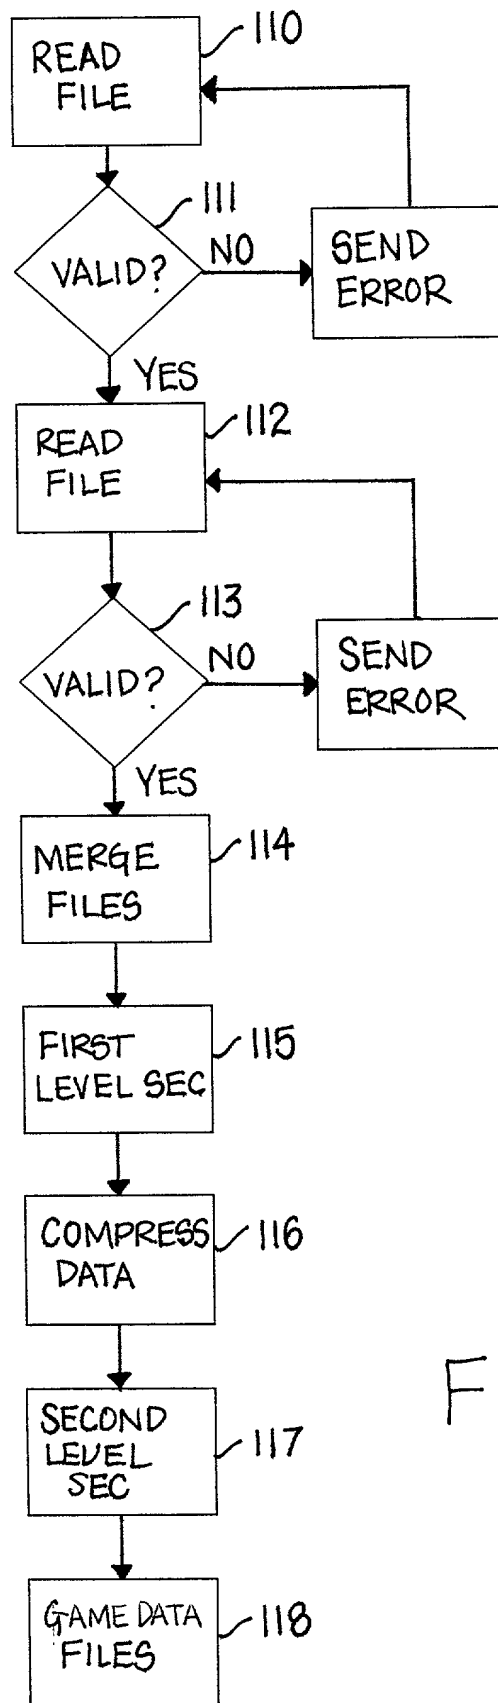 110
READ
FILE
111
VALID?
NO
SEND
ERROR
YES
112
READ
FILE
113
VALID?
NO
SEND
ERROR
YES
114
MERGE
FILES
115
FIRST
LEVEL SEC
116
COMPRESS
DATA
F
117
SECOND
LEVEL
SEC
118
GAME DATA
FILES